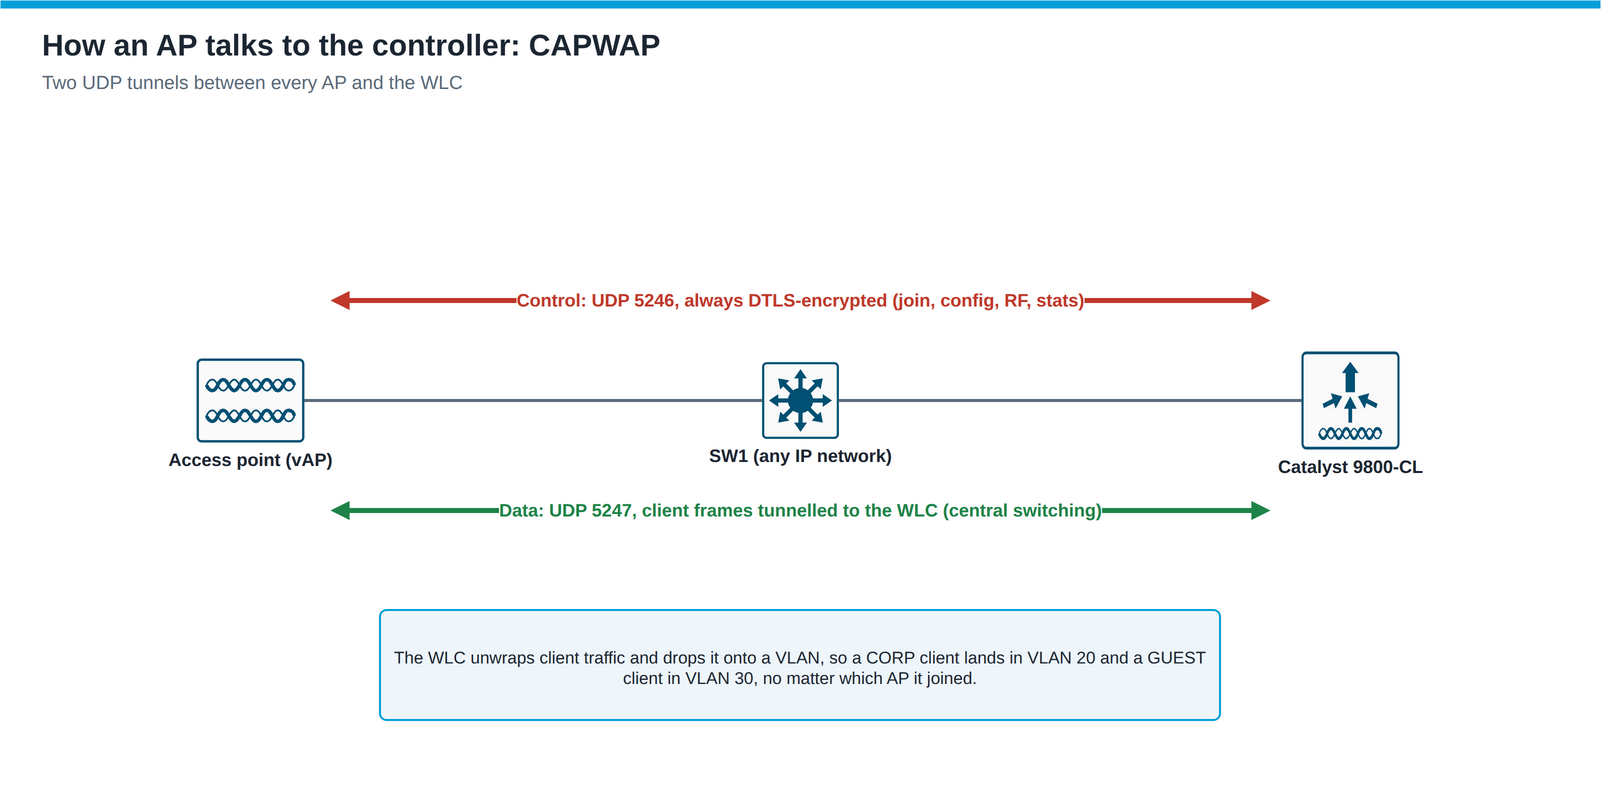 How an AP talks to the controller: CAPWAP
Two UDP tunnels between every AP and the WLC
Control: UDP 5246, always DTLS-encrypted (join, config, RF, stats)
Access point (vAP)
SW1 (any IP network)
Catalyst 9800-CL
Data: UDP 5247, client frames tunnelled to the WLC (central switching)
The WLC unwraps client traffic and drops it onto a VLAN, so a CORP client lands in VLAN 20 and a GUEST
client in VLAN 30, no matter which AP it joined.